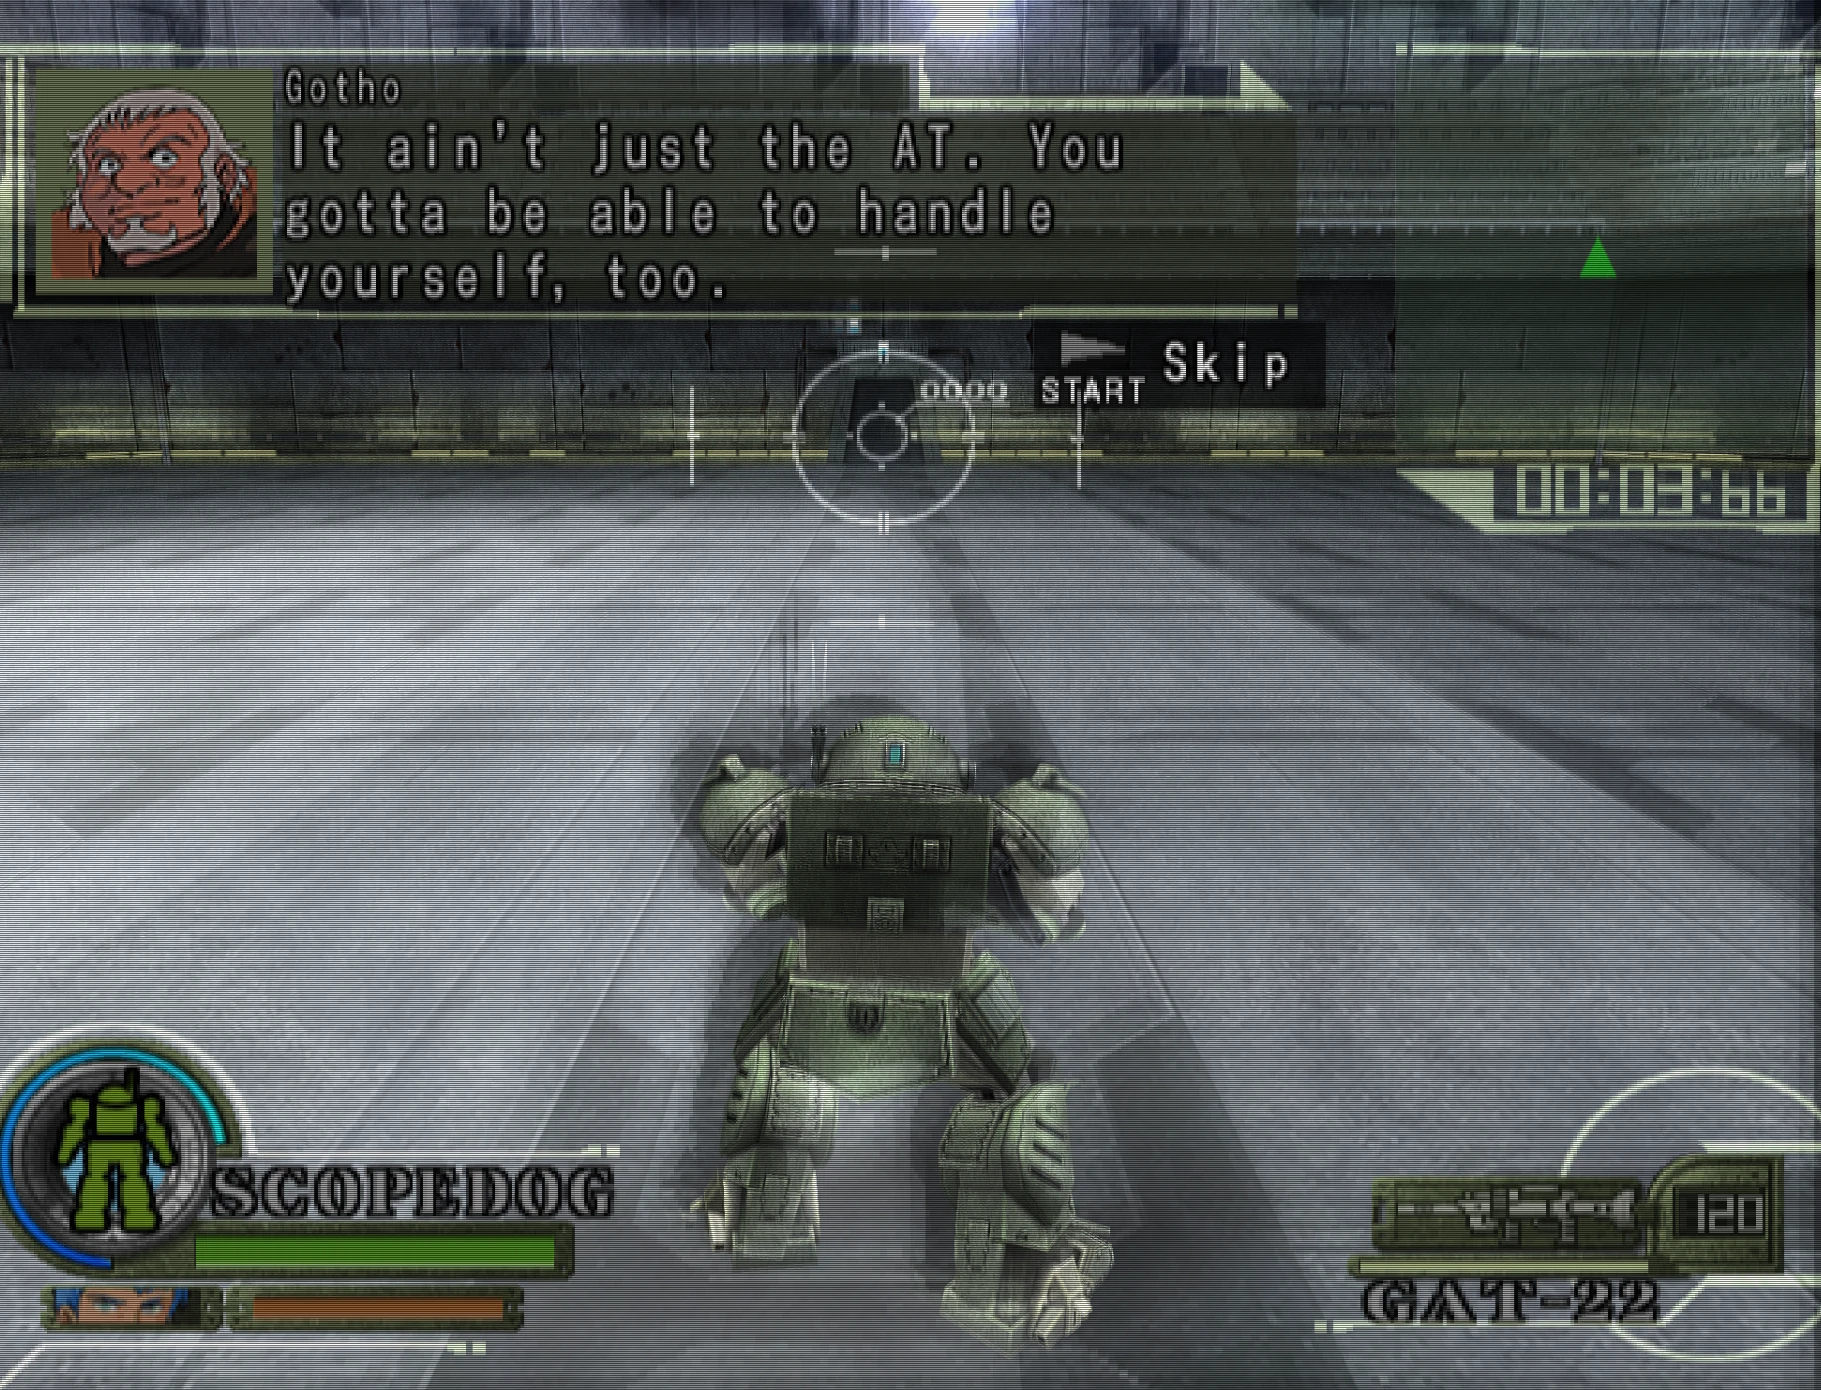 Gotho
It ain't just the AT. You
gotta be able to handle
yourself, too.
START Skip
0000
00:03:66
SCOPEDOG
120
GAT-22